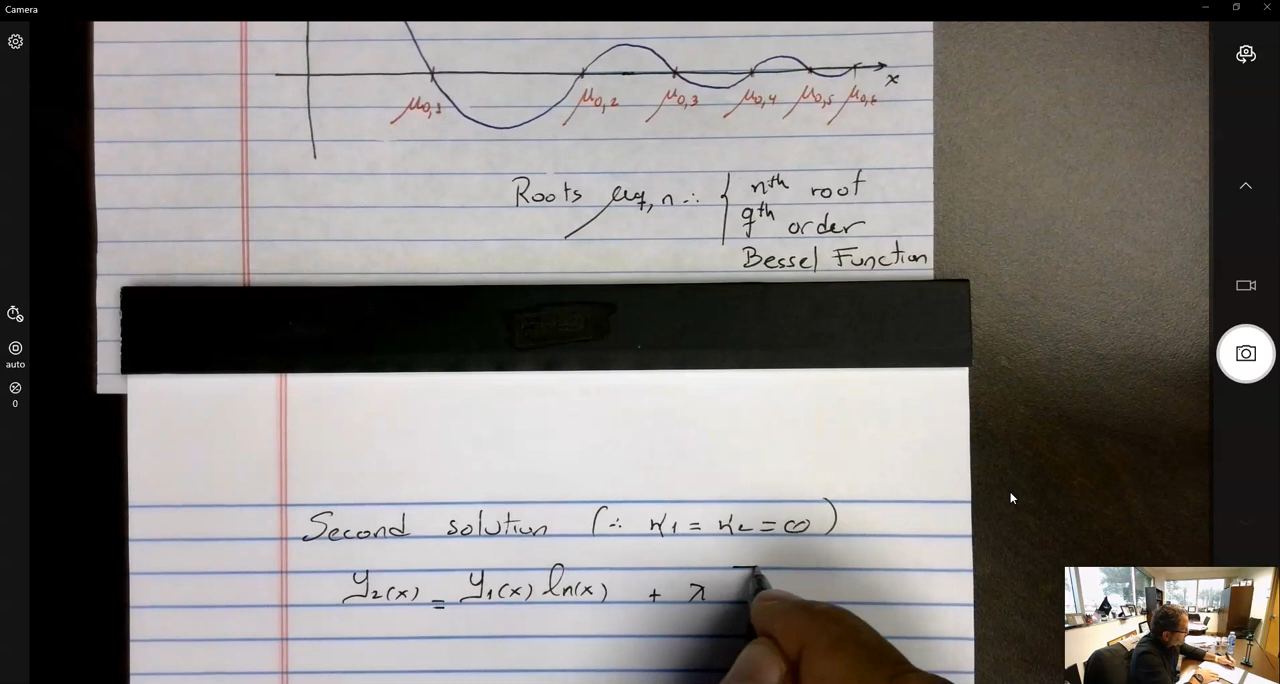 Camera
x
μ0,1 μ0,2 μ0,3 μ0,4 μ0,5 μ0,6
Roots μq,n ∴ { nth root
qth order
Bessel Function
auto
0
Second solution (∴ r1 = r2 = 0)
y2(x) = y1(x) ln(x) + x